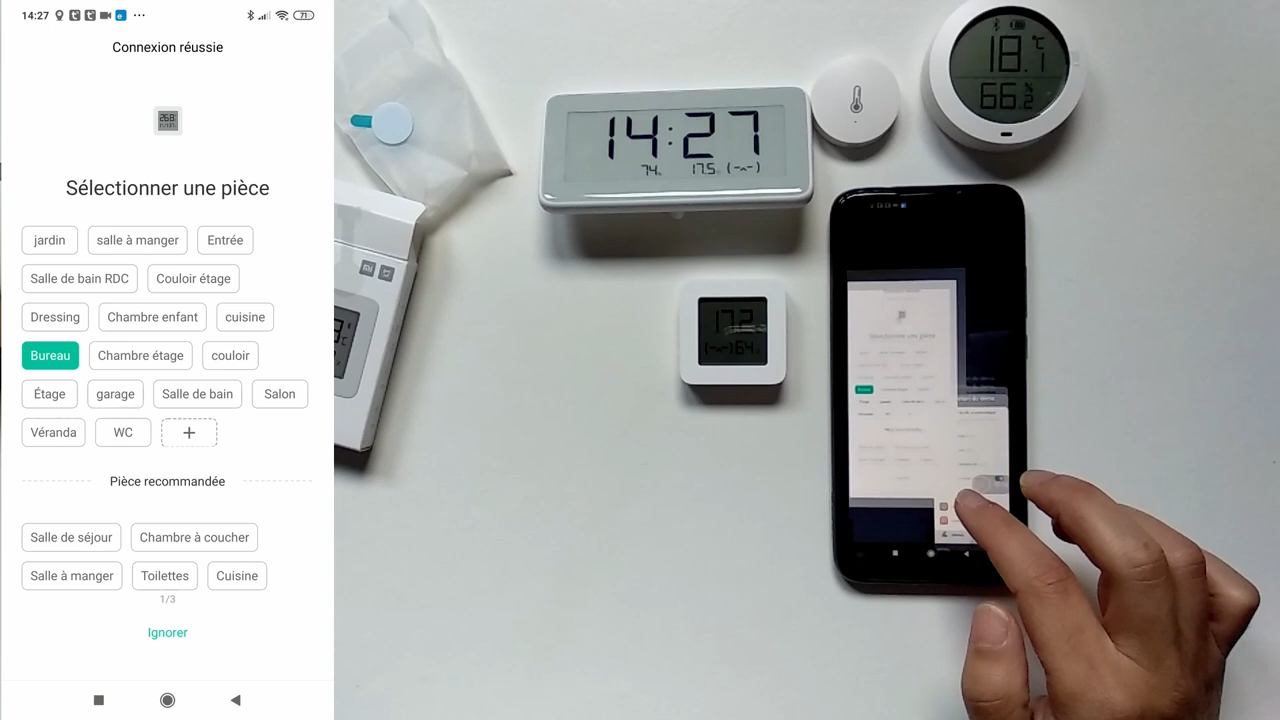 14:27
71
Connexion réussie
Sélectionner une pièce
jardin
salle à manger
Entrée
Salle de bain RDC
Couloir étage
Dressing
Chambre enfant
cuisine
Bureau
Chambre étage
couloir
Étage
garage
Salle de bain
Salon
Véranda
WC
+
Pièce recommandée
Salle de séjour
Chambre à coucher
Salle à manger
Toilettes
Cuisine
1/3
Ignorer
14:27
74%
17.5
(-^-)
18.1 °C
66.2 %
17.2
(-^-) 64